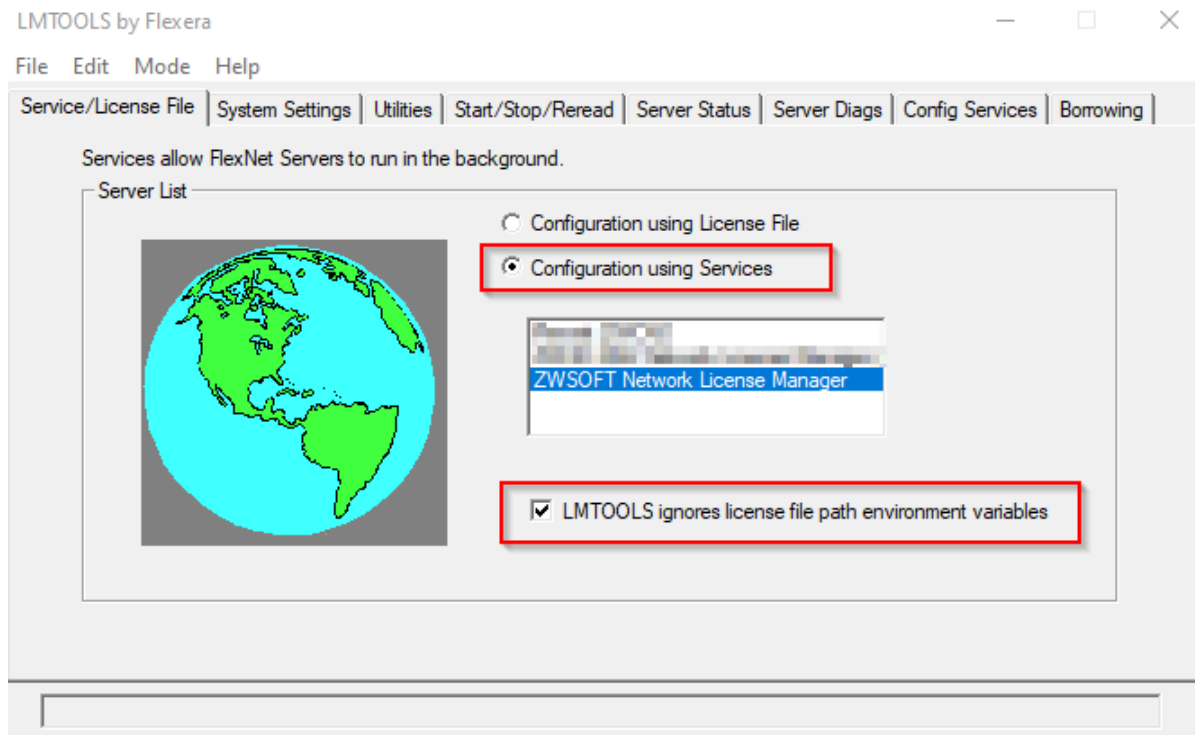 LMTOOLS by Flexera
File Edit Mode Help
Service/License File System Settings Utilities Start/Stop/Reread Server Status Server Diags Config Services Borrowing
Services allow FlexNet Servers to run in the background.
Server List
Configuration using License File
Configuration using Services
ZWSOFT Network License Manager
LMTOOLS ignores license file path environment variables